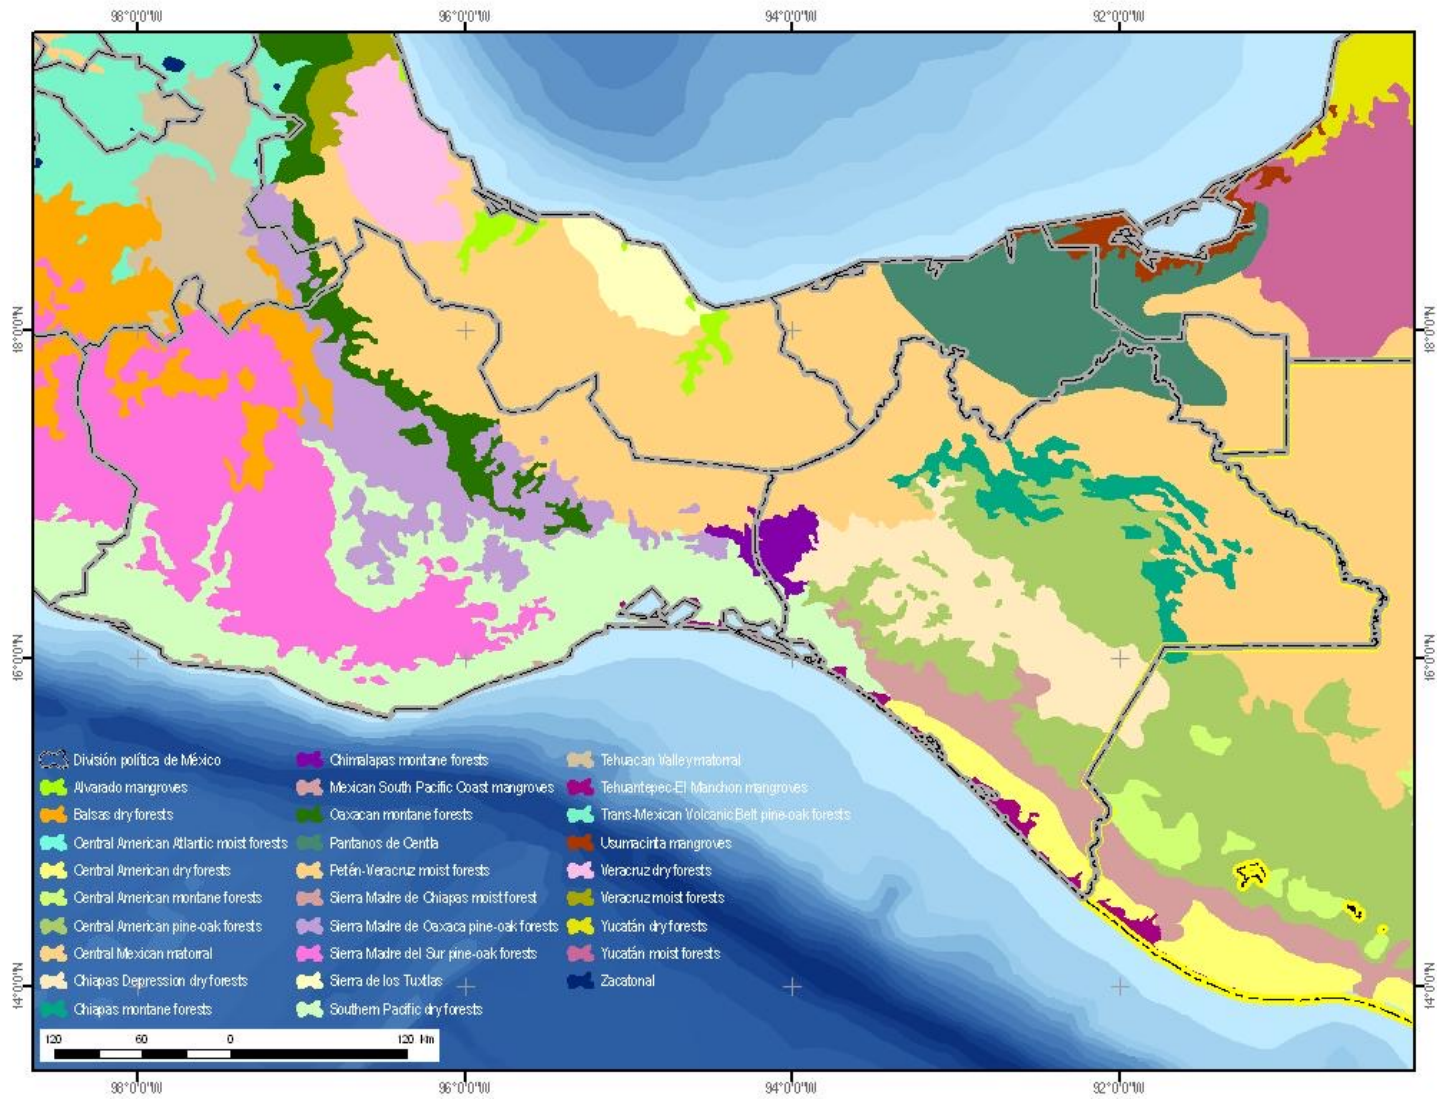 98°0'0"W 96°0'0"W 94°0'0"W 92°0'0"W
18°0'0"N 18°0'0"N
16°0'0"N 16°0'0"N
14°0'0"N 14°0'0"N
División política de México
Alvarado mangroves
Balsas dry forests
Central American Atlantic moist forests
Central American dry forests
Central American montane forests
Central American pine-oak forests
Central Mexican matorral
Chiapas Depression dry forests
Chiapas montane forests
Chimalapas montane forests
Mexican South Pacific Coast mangroves
Oaxacan montane forests
Pantanos de Centla
Petén-Veracruz moist forests
Sierra Madre de Chiapas moist forest
Sierra Madre de Oaxaca pine-oak forests
Sierra Madre del Sur pine-oak forests
Sierra de los Tuxtlas
Southern Pacific dry forests
Tehuacan Valley matorral
Tehuantepec-El Manchon mangroves
Trans-Mexican Volcanic Belt pine-oak forests
Usumacinta mangroves
Veracruz dry forests
Veracruz moist forests
Yucatán dry forests
Yucatán moist forests
Zacatonal
120 60 0 120 Km
98°0'0"W 96°0'0"W 94°0'0"W 92°0'0"W